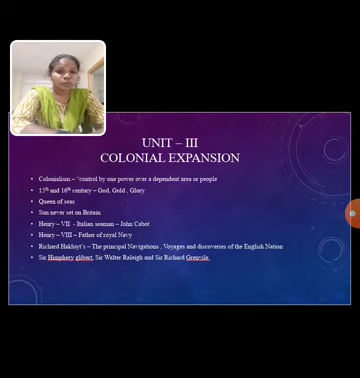 UNIT – III
COLONIAL EXPANSION
• Colonialism – “control by one power over a dependent area or people
• 15th and 16th century – God, Gold , Glory
• Queen of seas
• Sun never set on Britain
• Henry – VII - Italian seaman – John Cabot
• Henry – VIII – Father of royal Navy
• Richard Hakluyt’s – The principal Navigations , Voyages and discoveries of the English Nation
• Sir Humphery glibert, Sir Walter Raleigh and Sir Richard Grenvile.